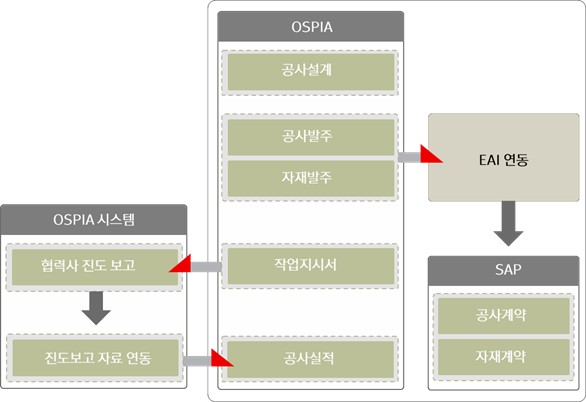 OSPIA
공사설계
공사발주
자재발주
EAI 연동
OSPIA 시스템
협력사 진도 보고
작업지시서
SAP
공사계약
진도보고 자료 연동
공사실적
자재계약